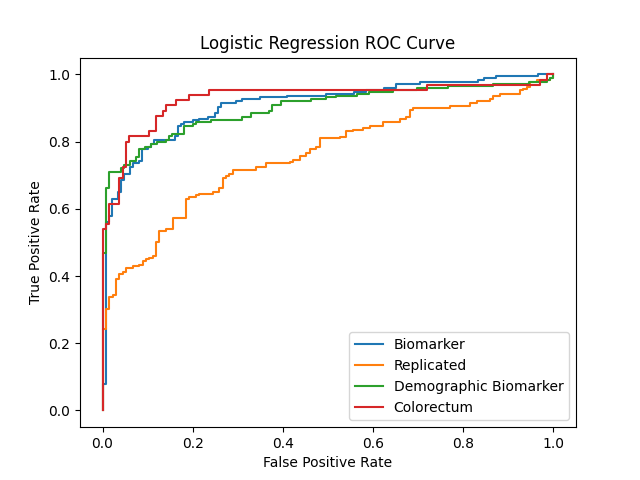 Logistic Regression ROC Curve
1.0
0.8
0.6
0.4
0.2
0.0
True Positive Rate
Biomarker
Replicated
Demographic Biomarker
Colorectum
0.0 0.2 0.4 0.6 0.8 1.0
False Positive Rate